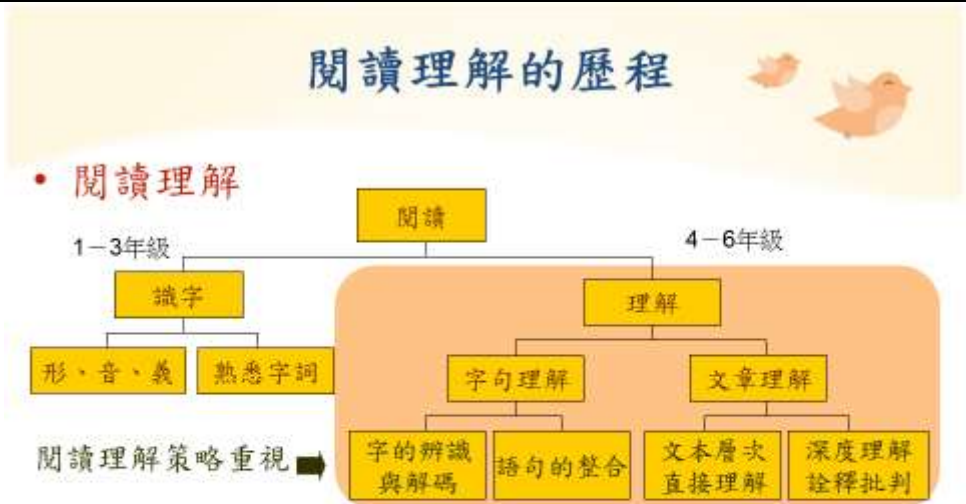 閱讀理解的歷程
• 閱讀理解
閱讀
1－3年級
4－6年級
識字
理解
形、音、義
熟悉字詞
字句理解
文章理解
閱讀理解策略重視
字的辨識
與解碼
語句的整合
文本層次
直接理解
深度理解
詮釋批判